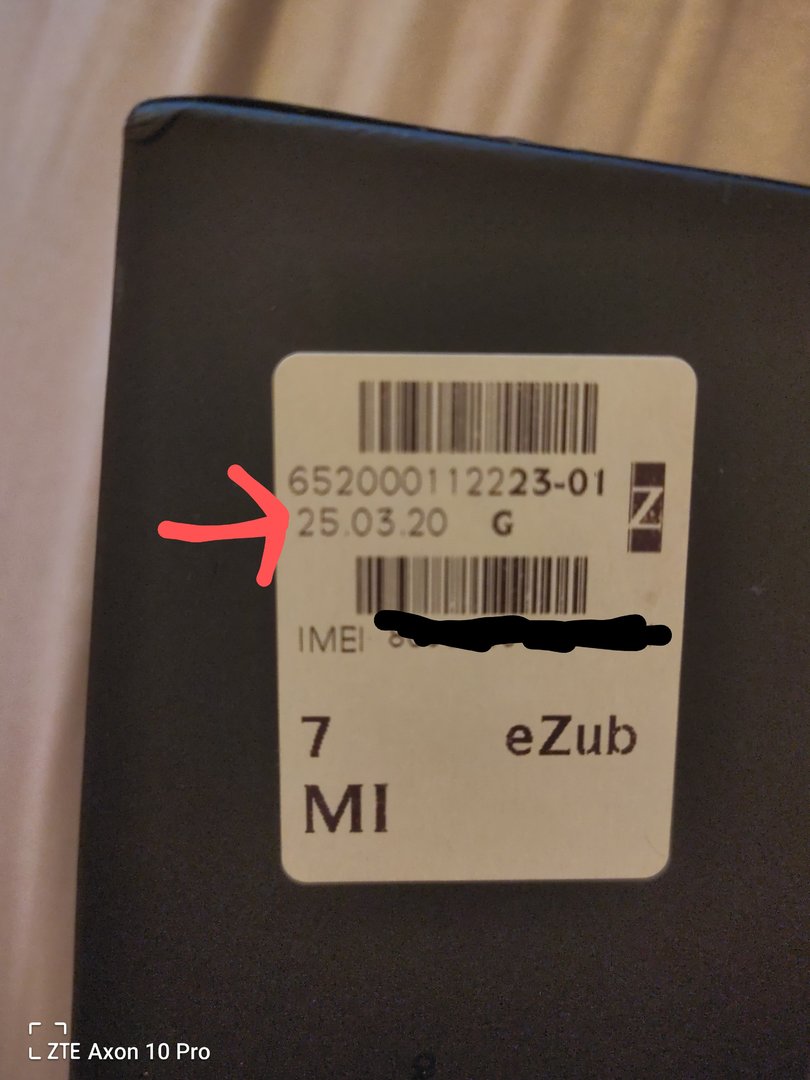 652000112223-01
25.03.20 G
Z
IMEI
7 eZub
MI
ZTE Axon 10 Pro